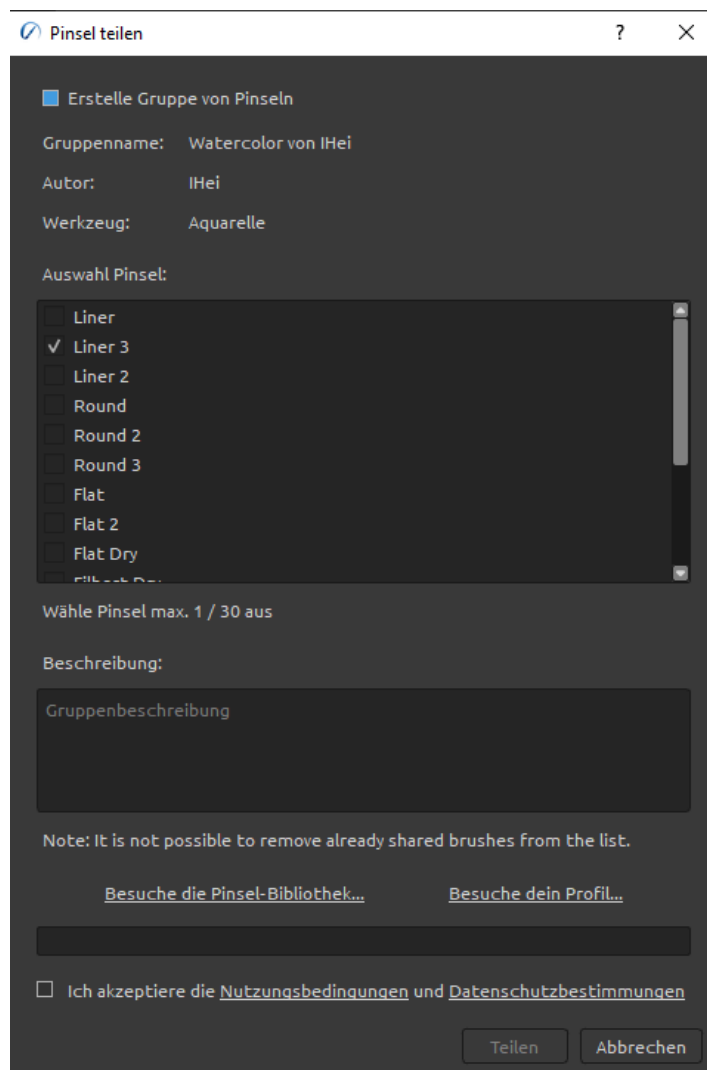 Pinsel teilen
Erstelle Gruppe von Pinseln
Gruppenname: Watercolor von IHei
Autor: IHei
Werkzeug: Aquarelle
Auswahl Pinsel:
Liner
Liner 3
Liner 2
Round
Round 2
Round 3
Flat
Flat 2
Flat Dry
Wähle Pinsel max. 1 / 30 aus
Beschreibung:
Gruppenbeschreibung
Note: It is not possible to remove already shared brushes from the list.
Besuche die Pinsel-Bibliothek... Besuche dein Profil...
Ich akzeptiere die Nutzungsbedingungen und Datenschutzbestimmungen
Teilen Abbrechen